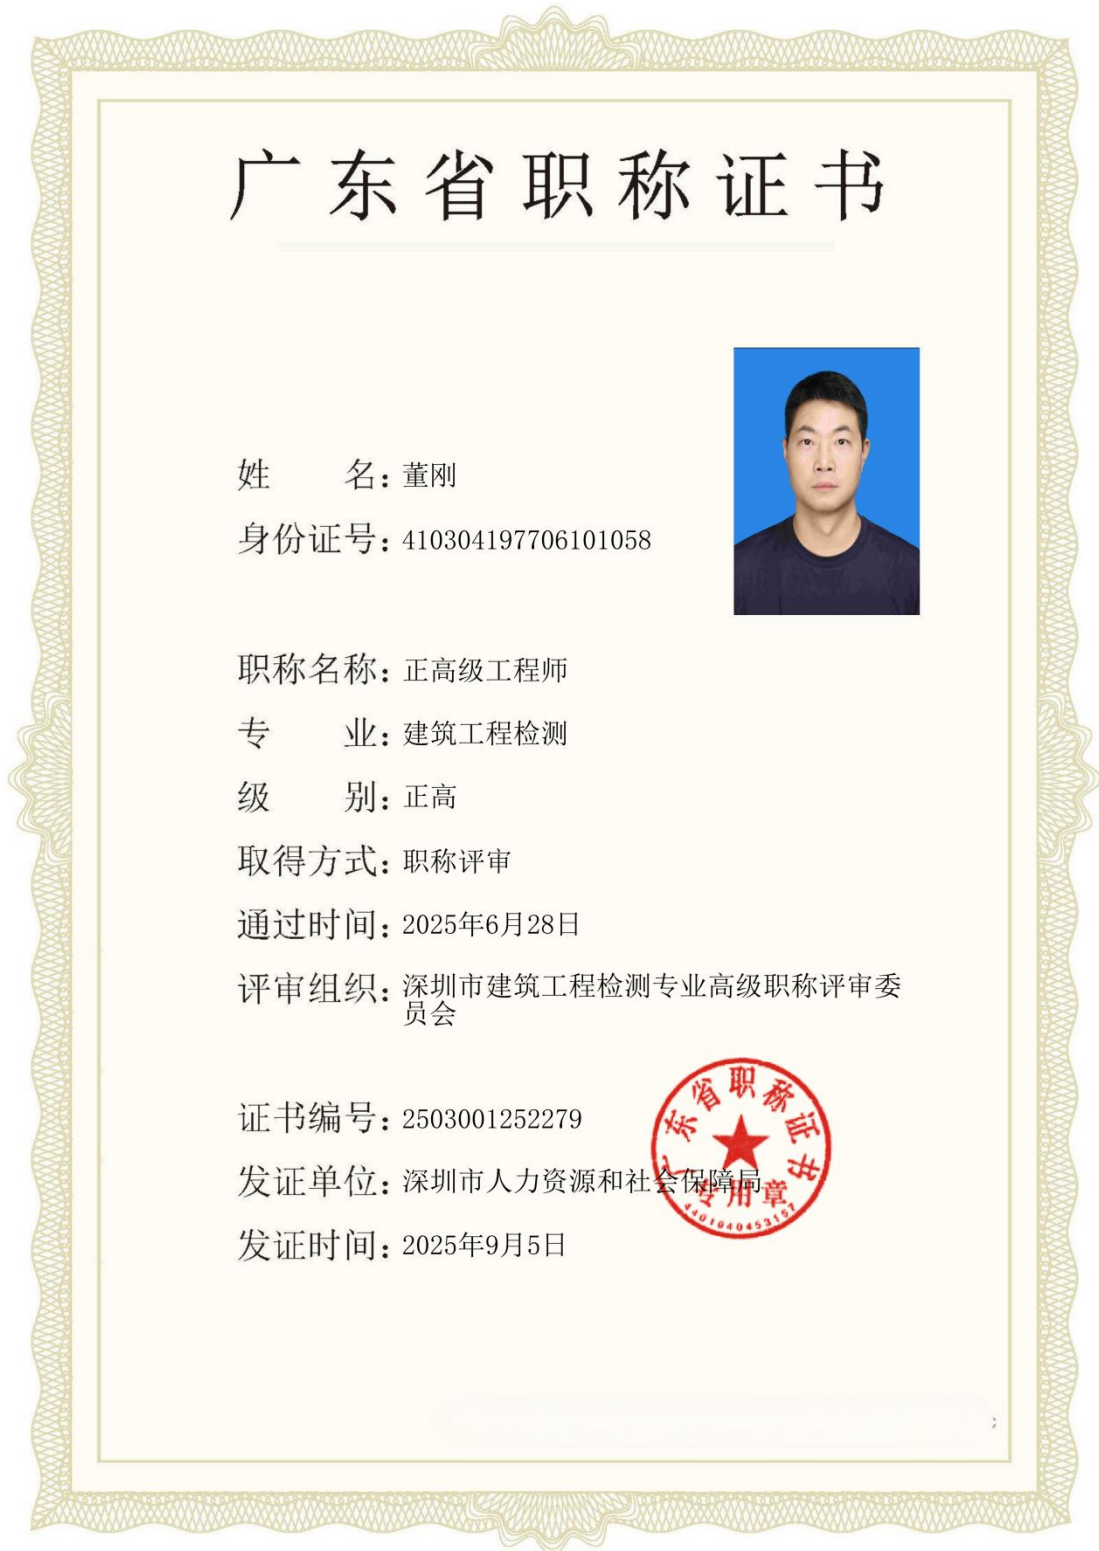 广东省职称证书
姓 名：董刚
身份证号：410304197706101058
职称名称：正高级工程师
专 业：建筑工程检测
级 别：正高
取得方式：职称评审
通过时间：2025年6月28日
评审组织：深圳市建筑工程检测专业高级职称评审委
员会
证书编号：2503001252279
发证单位：深圳市人力资源和社会保障局
发证时间：2025年9月5日
广东省职称证书
专用章
4401040453157